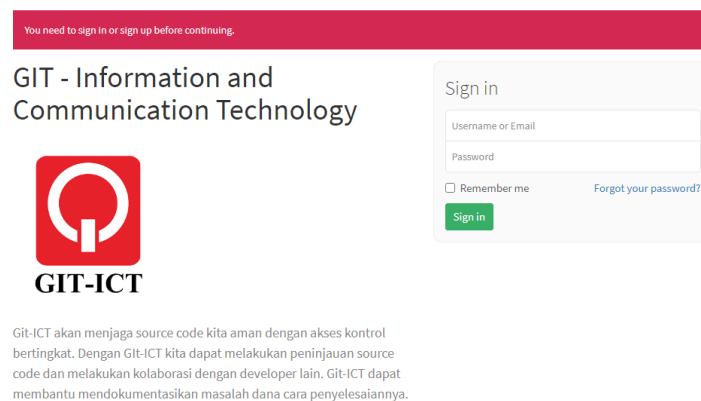 You need to sign in or sign up before continuing.
GIT - Information and
Communication Technology
GIT-ICT
Git-ICT akan menjaga source code kita aman dengan akses kontrol
bertingkat. Dengan GIt-ICT kita dapat melakukan peninjauan source
code dan melakukan kolaborasi dengan developer lain. Git-ICT dapat
membantu mendokumentasikan masalah dana cara penyelesaiannya.
Sign in
Username or Email
Password
Remember me
Forgot your password?
Sign in